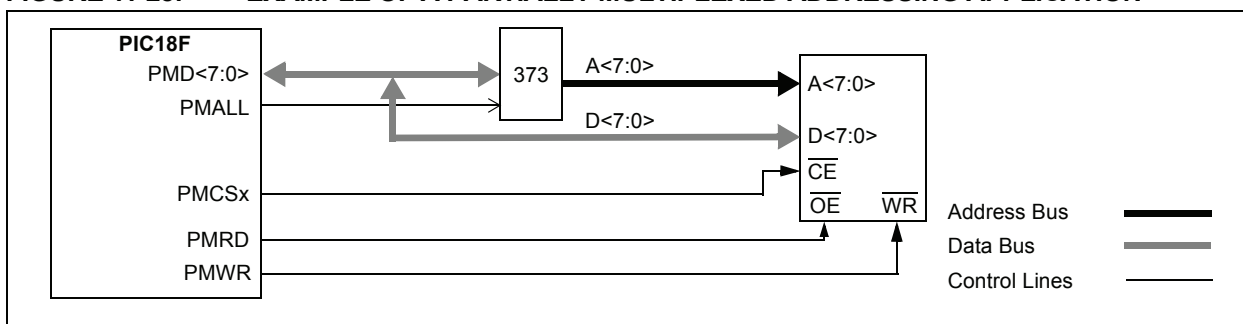 PIC18F
PMD<7:0>
PMALL
PMCSx
PMRD
PMWR
373
A<7:0>
D<7:0>
A<7:0>
D<7:0>
CE
OE WR
Address Bus
Data Bus
Control Lines